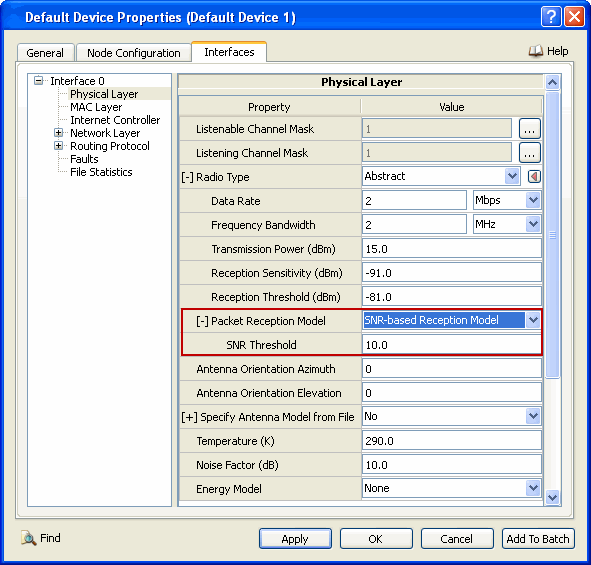 Default Device Properties (Default Device 1)
General Node Configuration Interfaces Help
Interface 0
Physical Layer
MAC Layer
Internet Controller
Network Layer
Routing Protocol
Faults
File Statistics
Physical Layer
Property Value
Listenable Channel Mask 1 ...
Listening Channel Mask 1 ...
[-] Radio Type Abstract
Data Rate 2 Mbps
Frequency Bandwidth 2 MHz
Transmission Power (dBm) 15.0
Reception Sensitivity (dBm) -91.0
Reception Threshold (dBm) -81.0
[-] Packet Reception Model SNR-based Reception Model
SNR Threshold 10.0
Antenna Orientation Azimuth 0
Antenna Orientation Elevation 0
[+] Specify Antenna Model from File No
Temperature (K) 290.0
Noise Factor (dB) 10.0
Energy Model None
Find Apply OK Cancel Add To Batch